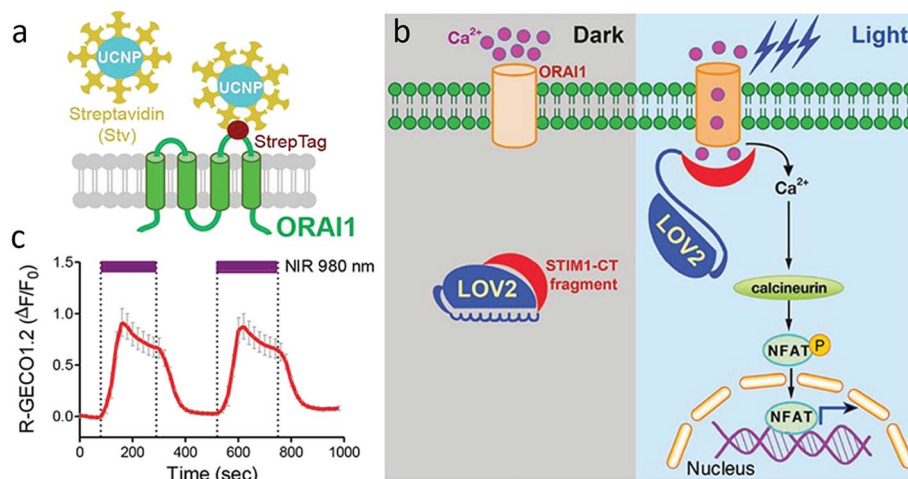 a
UCNP
UCNP
Streptavidin
(Stv)
StrepTag
ORAI1
b
Dark
Light
Ca²⁺
ORAI1
LOV2
STIM1-CT
fragment
LOV2
Ca²⁺
calcineurin
NFAT P
NFAT
Nucleus
c
NIR 980 nm
R-GECO1.2 (ΔF/F₀)
1.5
1.0
0.5
0.0
0 200 400 600 800 1000
Time (sec)